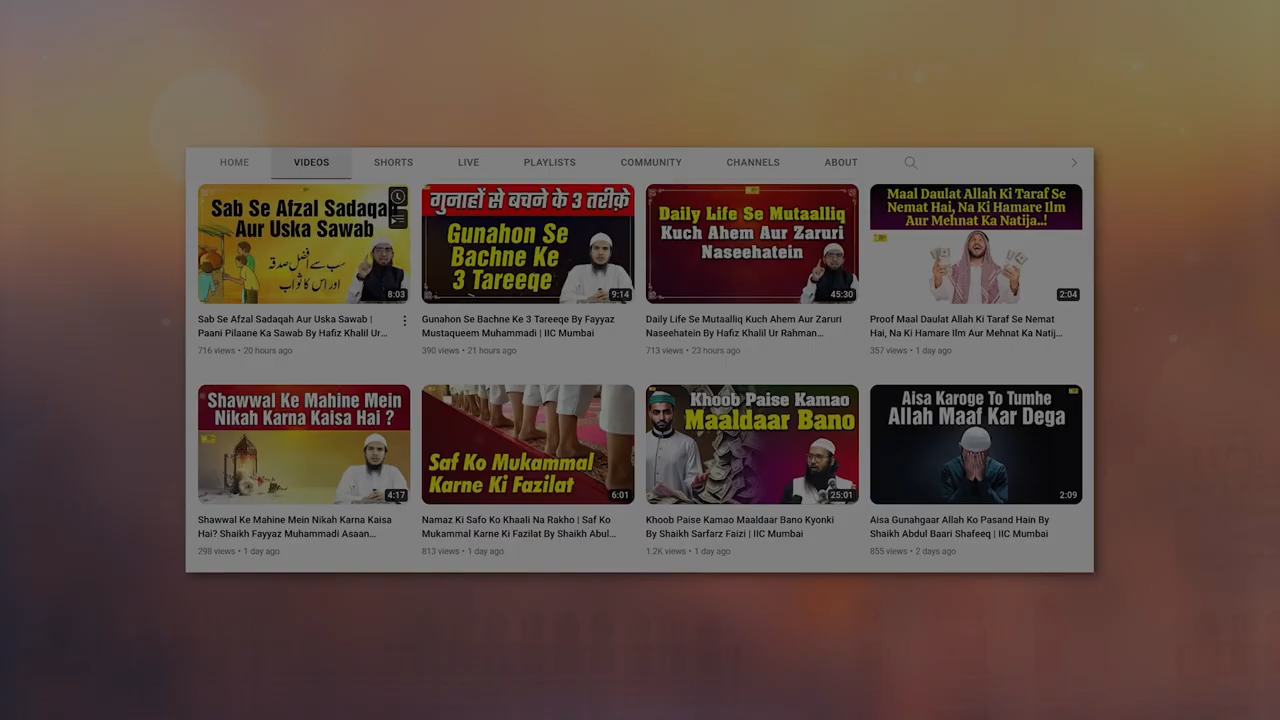 HOME VIDEOS SHORTS LIVE PLAYLISTS COMMUNITY CHANNELS ABOUT
Sab Se Afzal Sadaqah
Aur Uska Sawab
سب سے افضل صدقہ
اور اس کا ثواب
8:03
Sab Se Afzal Sadaqah Aur Uska Sawab |
Paani Pilaane Ka Sawab By Hafiz Khalil Ur...
716 views • 20 hours ago
गुनाहों से बचने के 3 तरीक़े
Gunahon Se
Bachne Ke
3 Tareeqe
9:14
Gunahon Se Bachne Ke 3 Tareeqe By Fayyaz
Mustaqueem Muhammadi | IIC Mumbai
390 views • 21 hours ago
Daily Life Se Mutaalliq
Kuch Ahem Aur Zaruri
Naseehatein
45:30
Daily Life Se Mutaalliq Kuch Ahem Aur Zaruri
Naseehatein By Hafiz Khalil Ur Rahman...
713 views • 23 hours ago
Maal Daulat Allah Ki Taraf Se
Nemat Hai, Na Ki Hamare Ilm
Aur Mehnat Ka Natija..!
2:04
Proof Maal Daulat Allah Ki Taraf Se Nemat
Hai, Na Ki Hamare Ilm Aur Mehnat Ka Natij...
357 views • 1 day ago
Shawwal Ke Mahine Mein
Nikah Karna Kaisa Hai ?
4:17
Shawwal Ke Mahine Mein Nikah Karna Kaisa
Hai? Shaikh Fayyaz Muhammadi Asaan...
298 views • 1 day ago
Saf Ko Mukammal
Karne Ki Fazilat
6:01
Namaz Ki Safo Ko Khaali Na Rakho | Saf Ko
Mukammal Karne Ki Fazilat By Shaikh Abul...
813 views • 1 day ago
Khoob Paise Kamao
Maaldaar Bano
25:01
Khoob Paise Kamao Maaldaar Bano Kyonki
By Shaikh Sarfarz Faizi | IIC Mumbai
1.2K views • 1 day ago
Aisa Karoge To Tumhe
Allah Maaf Kar Dega
2:09
Aisa Gunahgaar Allah Ko Pasand Hain By
Shaikh Abdul Baari Shafeeq | IIC Mumbai
855 views • 2 days ago